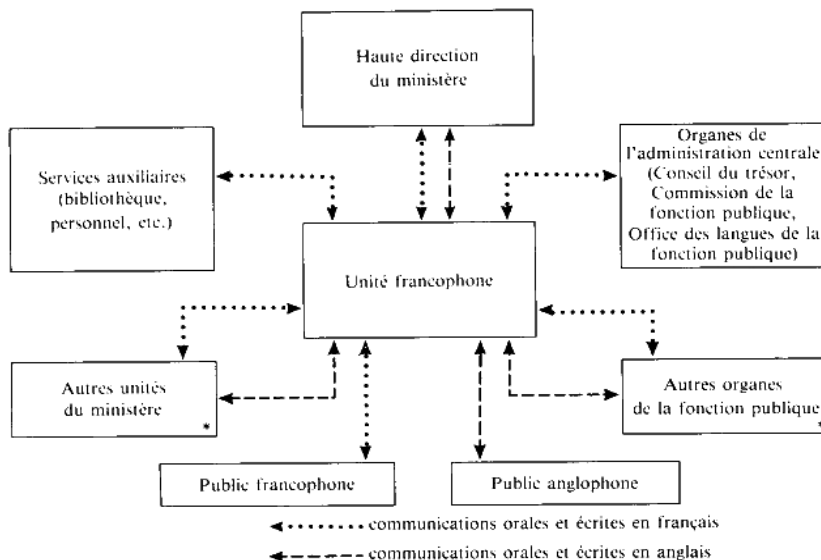 Haute direction
du ministère
Services auxiliaires
(bibliothèque,
personnel, etc.)
Organes de
l'administration centrale
(Conseil du trésor,
Commission de la
fonction publique,
Office des langues de la
fonction publique)
Unité francophone
Autres unités
du ministère
*
Autres organes
de la fonction publique
*
Public francophone
Public anglophone
communications orales et écrites en français
communications orales et écrites en anglais